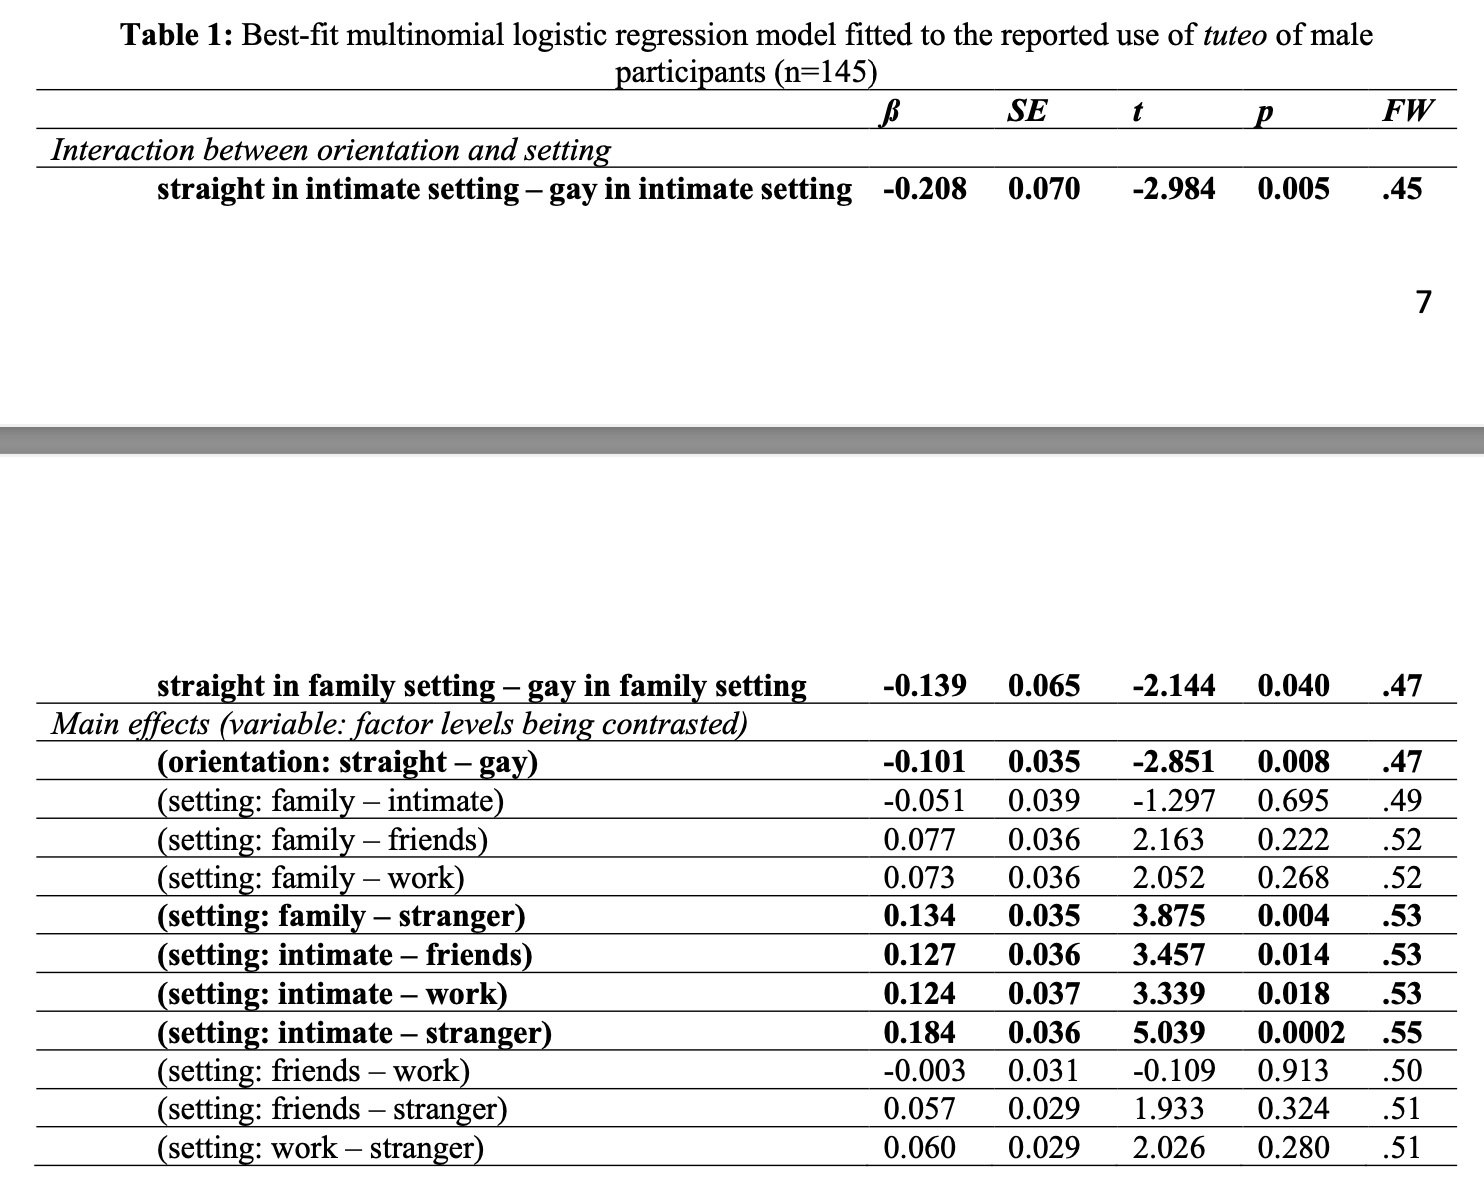 Table 1: Best-fit multinomial logistic regression model fitted to the reported use of tuteo of male
participants (n=145)
ß SE t p FW
Interaction between orientation and setting
straight in intimate setting – gay in intimate setting -0.208 0.070 -2.984 0.005 .45
7
straight in family setting – gay in family setting -0.139 0.065 -2.144 0.040 .47
Main effects (variable: factor levels being contrasted)
(orientation: straight – gay) -0.101 0.035 -2.851 0.008 .47
(setting: family – intimate) -0.051 0.039 -1.297 0.695 .49
(setting: family – friends) 0.077 0.036 2.163 0.222 .52
(setting: family – work) 0.073 0.036 2.052 0.268 .52
(setting: family – stranger) 0.134 0.035 3.875 0.004 .53
(setting: intimate – friends) 0.127 0.036 3.457 0.014 .53
(setting: intimate – work) 0.124 0.037 3.339 0.018 .53
(setting: intimate – stranger) 0.184 0.036 5.039 0.0002 .55
(setting: friends – work) -0.003 0.031 -0.109 0.913 .50
(setting: friends – stranger) 0.057 0.029 1.933 0.324 .51
(setting: work – stranger) 0.060 0.029 2.026 0.280 .51